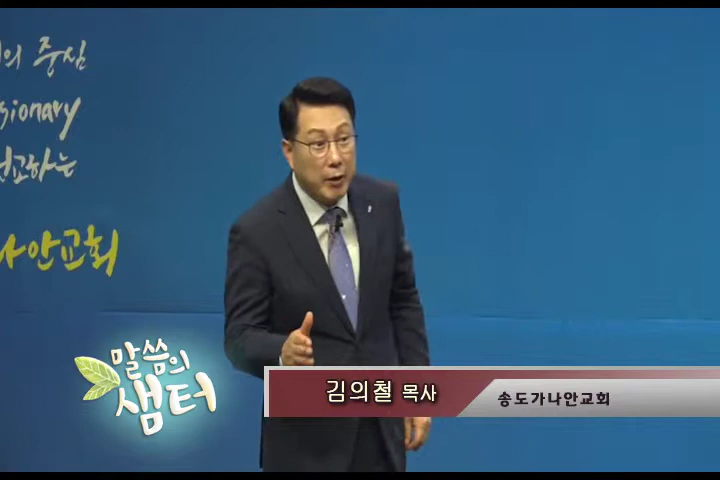 의 중심
sionary
선교하는
나안교회
말씀의
샘터
김의철 목사
송도가나안교회